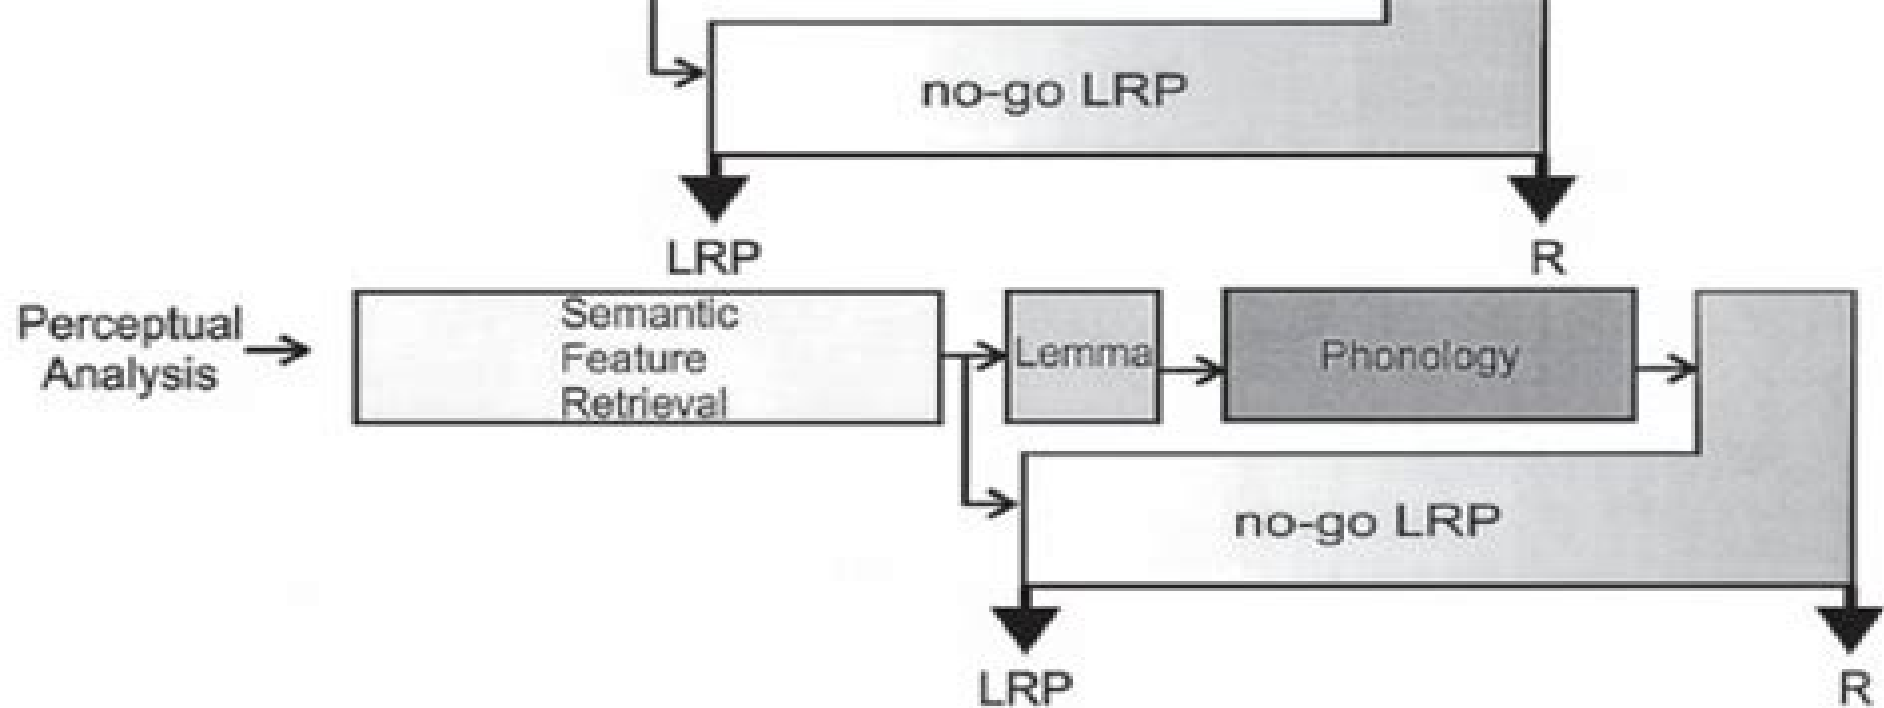 no-go LRP
LRP
R
Perceptual
Analysis
Semantic
Feature
Retrieval
Lemma
Phonology
no-go LRP
LRP
R